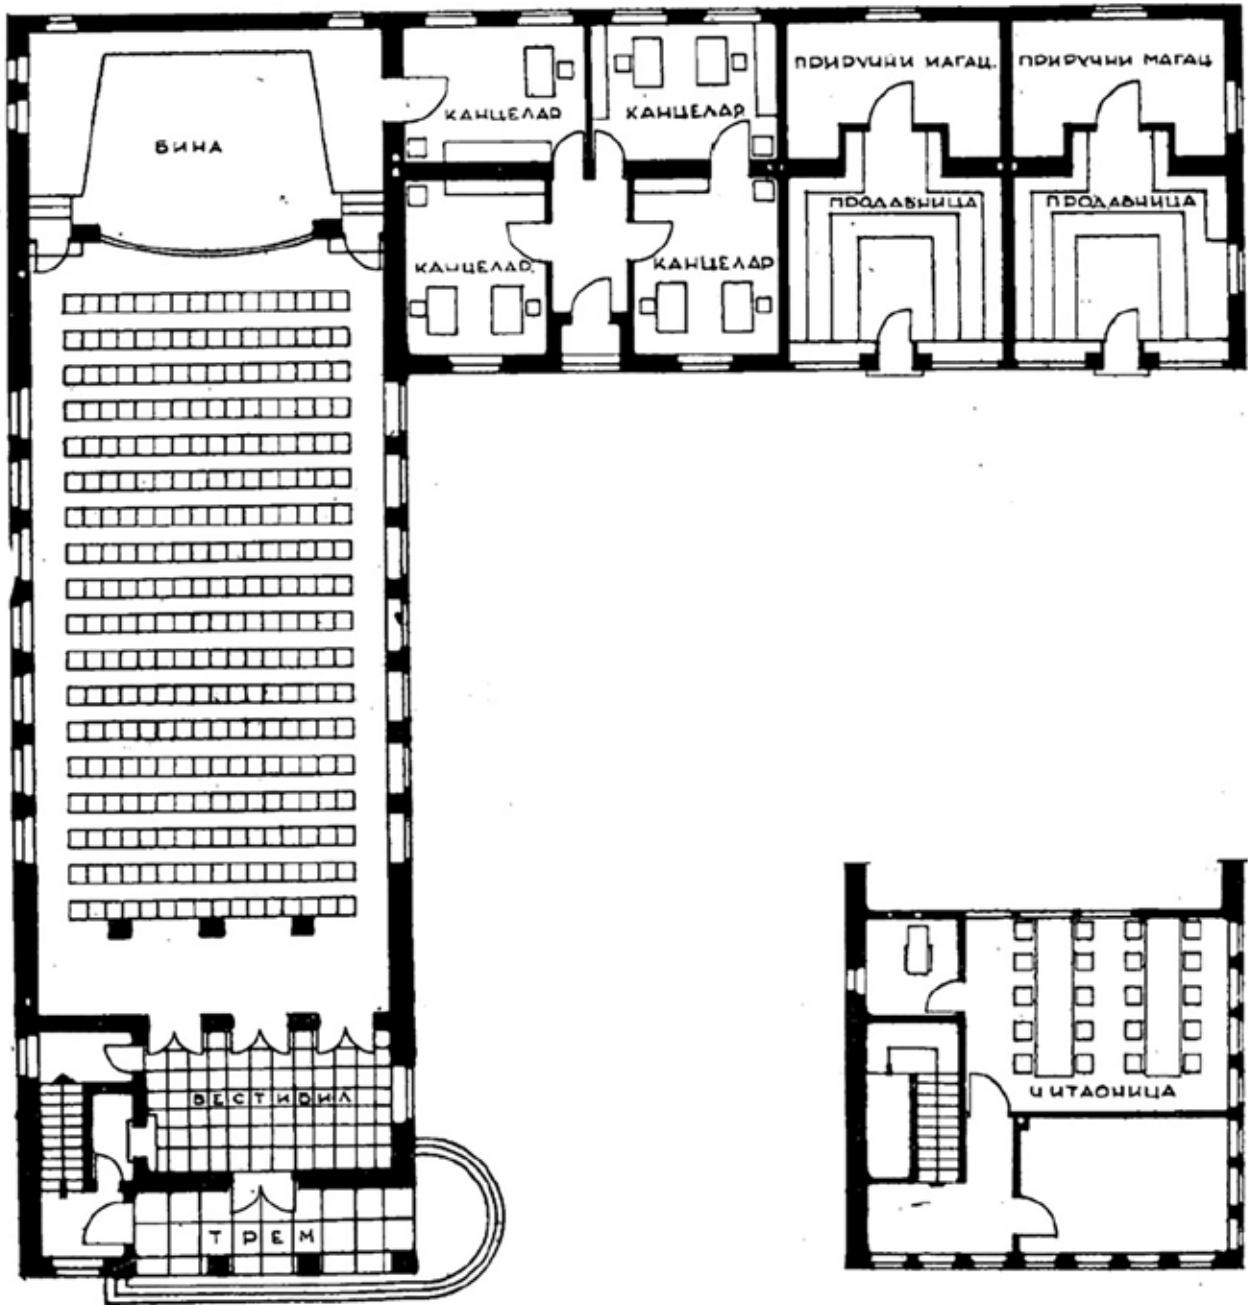 ПРИРУЧНИ МАГАЦ.
ПРИРУЧНИ МАГАЦ
КАНЦЕЛАР
КАНЦЕЛАР.
БИНА
ПРОДАВНИЦА
ПРОДАВНИЦА
КАНЦЕЛАР.
КАНЦЕЛАР
ЧИТАОНИЦА
ВЕСТИБИЛ
ТРЕМ